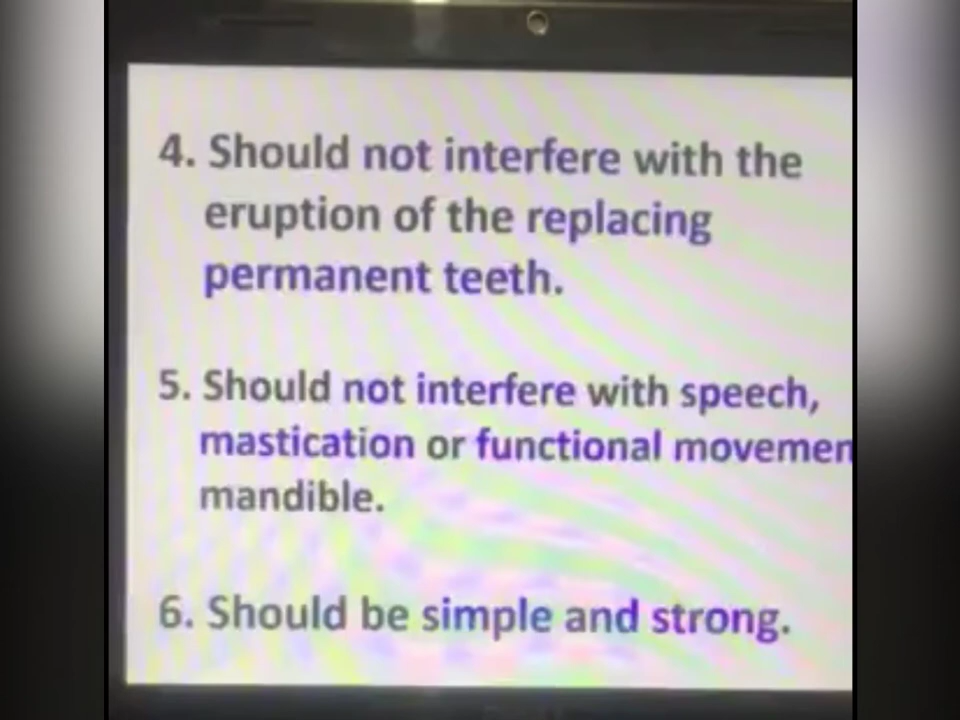 4. Should not interfere with the
eruption of the replacing
permanent teeth.
5. Should not interfere with speech,
mastication or functional movemen
mandible.
6. Should be simple and strong.